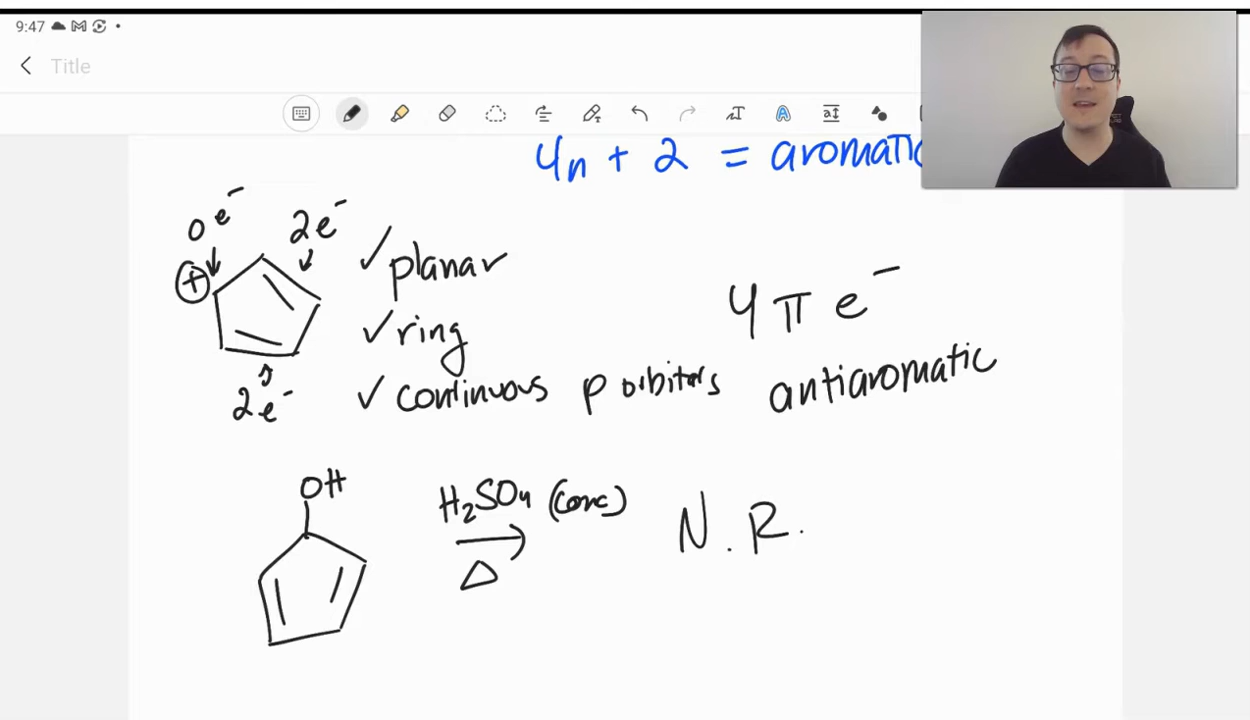 9:47
Title
4n + 2 = aromatic
0 e⁻
2e⁻
✓ planar
⊕
4 π e⁻
✓ ring
✓ continuous p orbitals
antiaromatic
2e⁻
OH
H₂SO₄ (conc)
N.R.
Δ